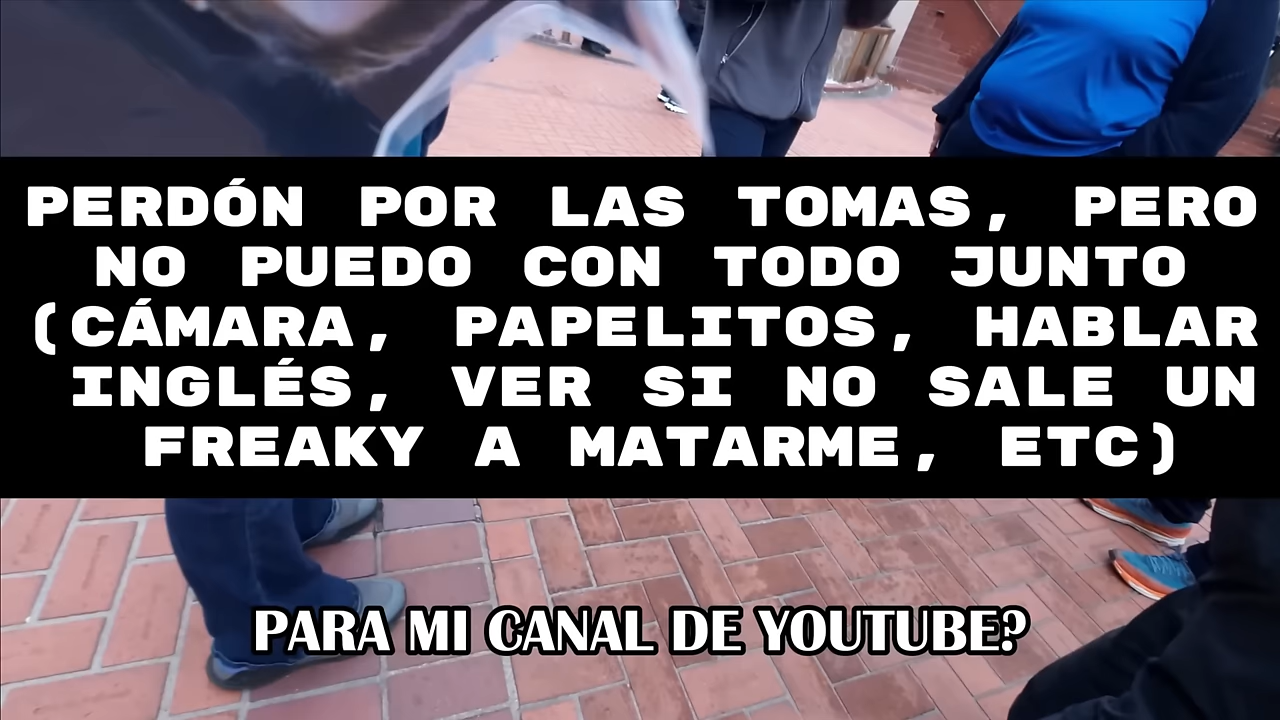 PERDÓN POR LAS TOMAS, PERO
NO PUEDO CON TODO JUNTO
(CÁMARA, PAPELITOS, HABLAR
INGLÉS, VER SI NO SALE UN
FREAKY A MATARME, ETC)
PARA MI CANAL DE YOUTUBE?